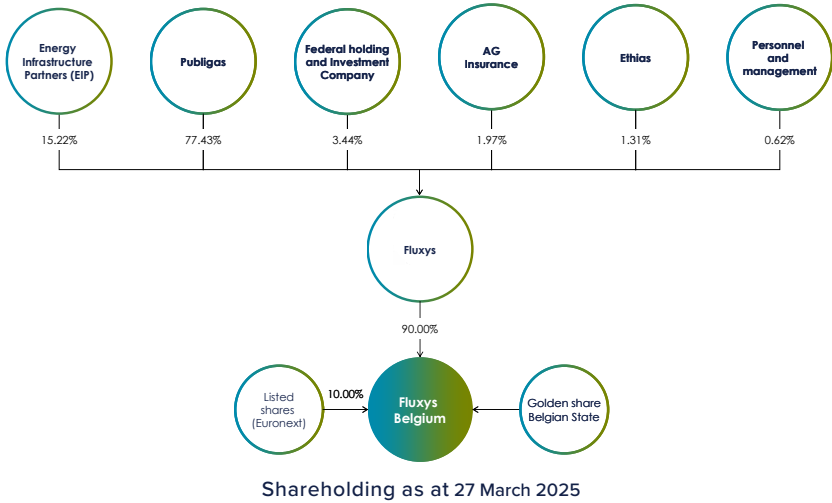 Energy
Infrastructure
Partners (EIP)
Publigas
Federal holding
and Investment
Company
AG
Insurance
Ethias
Personnel
and
management
15.22%
77.43%
3.44%
1.97%
1.31%
0.62%
Fluxys
90.00%
Listed
shares
(Euronext)
10.00%
Fluxys
Belgium
Golden share
Belgian State
Shareholding as at 27 March 2025